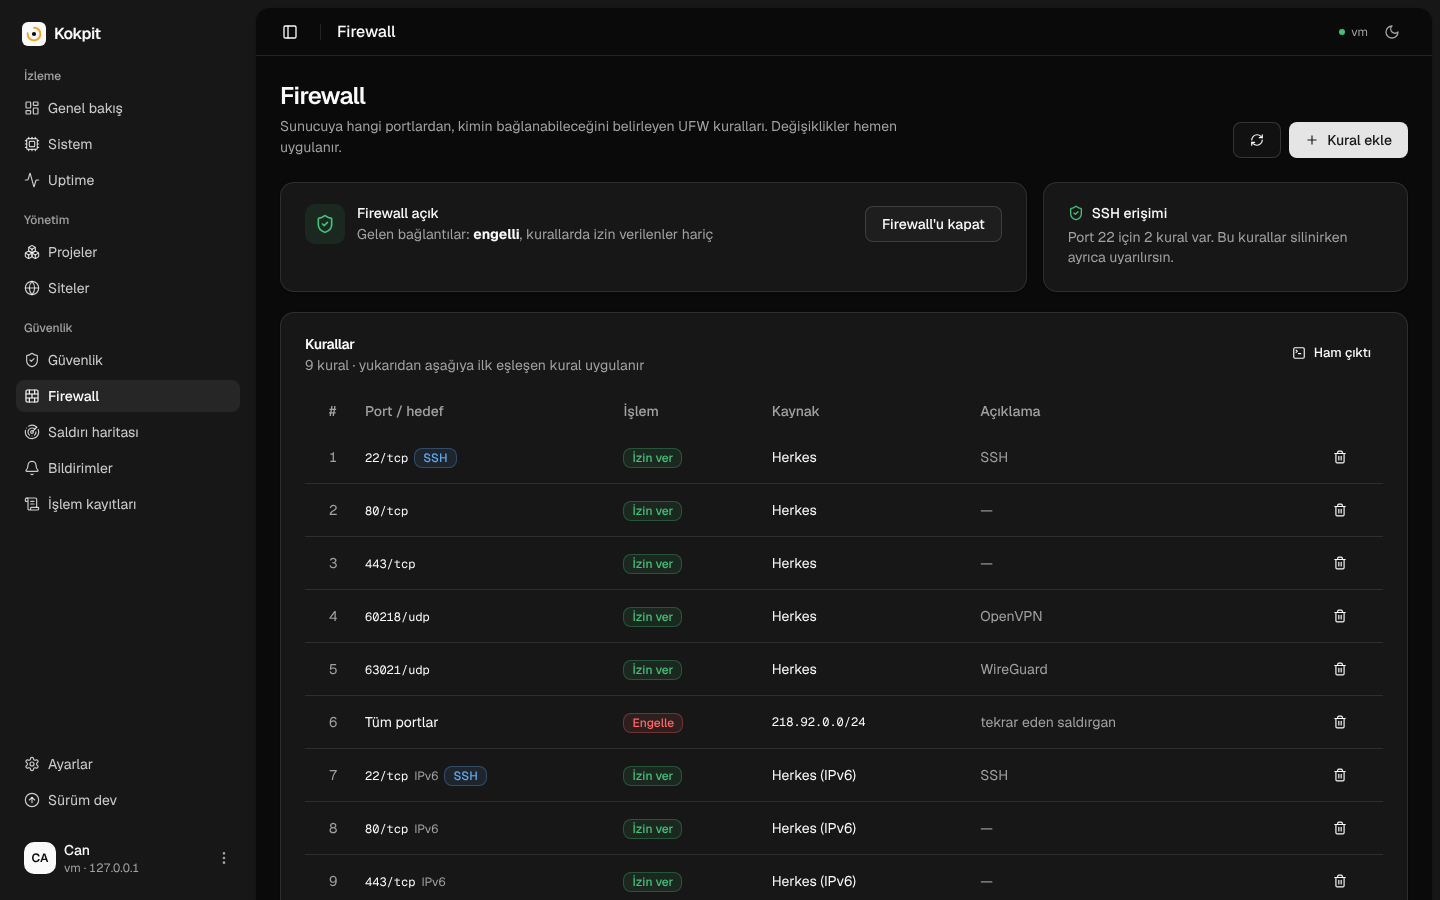 Kokpit
İzleme
Genel bakış
Sistem
Uptime
Yönetim
Projeler
Siteler
Güvenlik
Güvenlik
Firewall
Saldırı haritası
Bildirimler
İşlem kayıtları
Ayarlar
Sürüm dev
CA
Can
vm · 127.0.0.1
Firewall
vm
Firewall
Sunucuya hangi portlardan, kimin bağlanabileceğini belirleyen UFW kuralları. Değişiklikler hemen
uygulanır.
Kural ekle
Firewall açık
Gelen bağlantılar: engelli, kurallarda izin verilenler hariç
Firewall'u kapat
SSH erişimi
Port 22 için 2 kural var. Bu kurallar silinirken
ayrıca uyarılırsın.
Kurallar
9 kural · yukarıdan aşağıya ilk eşleşen kural uygulanır
Ham çıktı
# Port / hedef İşlem Kaynak Açıklama
1 22/tcp SSH İzin ver Herkes SSH
2 80/tcp İzin ver Herkes —
3 443/tcp İzin ver Herkes —
4 60218/udp İzin ver Herkes OpenVPN
5 63021/udp İzin ver Herkes WireGuard
6 Tüm portlar Engelle 218.92.0.0/24 tekrar eden saldırgan
7 22/tcp IPv6 SSH İzin ver Herkes (IPv6) SSH
8 80/tcp IPv6 İzin ver Herkes (IPv6) —
9 443/tcp IPv6 İzin ver Herkes (IPv6) —